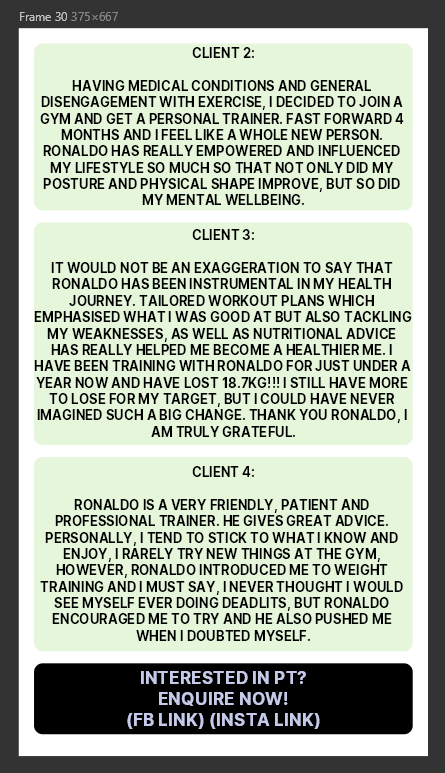 Frame 30 375×667
CLIENT 2:
HAVING MEDICAL CONDITIONS AND GENERAL
DISENGAGEMENT WITH EXERCISE, I DECIDED TO JOIN A
GYM AND GET A PERSONAL TRAINER. FAST FORWARD 4
MONTHS AND I FEEL LIKE A WHOLE NEW PERSON.
RONALDO HAS REALLY EMPOWERED AND INFLUENCED
MY LIFESTYLE SO MUCH SO THAT NOT ONLY DID MY
POSTURE AND PHYSICAL SHAPE IMPROVE, BUT SO DID
MY MENTAL WELLBEING.
CLIENT 3:
IT WOULD NOT BE AN EXAGGERATION TO SAY THAT
RONALDO HAS BEEN INSTRUMENTAL IN MY HEALTH
JOURNEY. TAILORED WORKOUT PLANS WHICH
EMPHASISED WHAT I WAS GOOD AT BUT ALSO TACKLING
MY WEAKNESSES, AS WELL AS NUTRITIONAL ADVICE
HAS REALLY HELPED ME BECOME A HEALTHIER ME. I
HAVE BEEN TRAINING WITH RONALDO FOR JUST UNDER A
YEAR NOW AND HAVE LOST 18.7KG!!! I STILL HAVE MORE
TO LOSE FOR MY TARGET, BUT I COULD HAVE NEVER
IMAGINED SUCH A BIG CHANGE. THANK YOU RONALDO, I
AM TRULY GRATEFUL.
CLIENT 4:
RONALDO IS A VERY FRIENDLY, PATIENT AND
PROFESSIONAL TRAINER. HE GIVES GREAT ADVICE.
PERSONALLY, I TEND TO STICK TO WHAT I KNOW AND
ENJOY, I RARELY TRY NEW THINGS AT THE GYM,
HOWEVER, RONALDO INTRODUCED ME TO WEIGHT
TRAINING AND I MUST SAY, I NEVER THOUGHT I WOULD
SEE MYSELF EVER DOING DEADLITS, BUT RONALDO
ENCOURAGED ME TO TRY AND HE ALSO PUSHED ME
WHEN I DOUBTED MYSELF.
INTERESTED IN PT?
ENQUIRE NOW!
(FB LINK) (INSTA LINK)